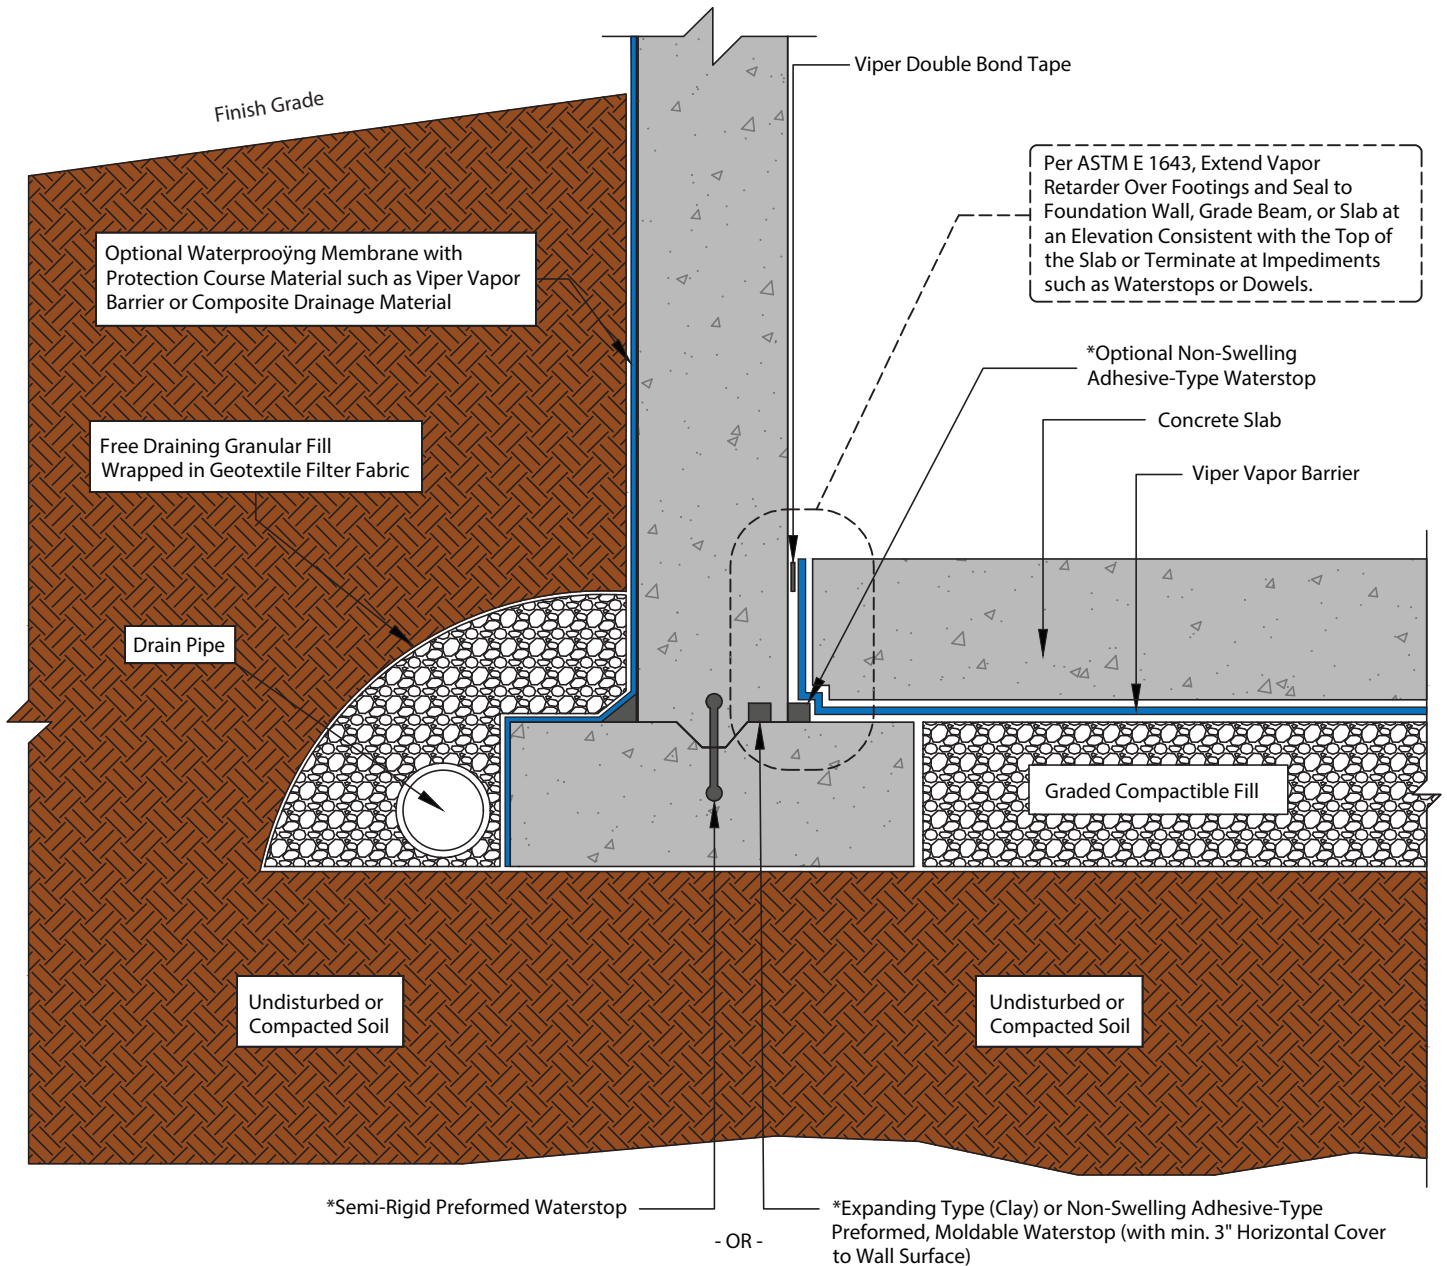 Viper Double Bond Tape
Finish Grade
Per ASTM E 1643, Extend Vapor
Retarder Over Footings and Seal to
Foundation Wall, Grade Beam, or Slab at
an Elevation Consistent with the Top of
the Slab or Terminate at Impediments
such as Waterstops or Dowels.
Optional Waterprooÿng Membrane with
Protection Course Material such as Viper Vapor
Barrier or Composite Drainage Material
*Optional Non-Swelling
Adhesive-Type Waterstop
Concrete Slab
Free Draining Granular Fill
Wrapped in Geotextile Filter Fabric
Viper Vapor Barrier
Drain Pipe
Graded Compactible Fill
Undisturbed or
Compacted Soil
Undisturbed or
Compacted Soil
*Semi-Rigid Preformed Waterstop
- OR -
*Expanding Type (Clay) or Non-Swelling Adhesive-Type
Preformed, Moldable Waterstop (with min. 3" Horizontal Cover
to Wall Surface)